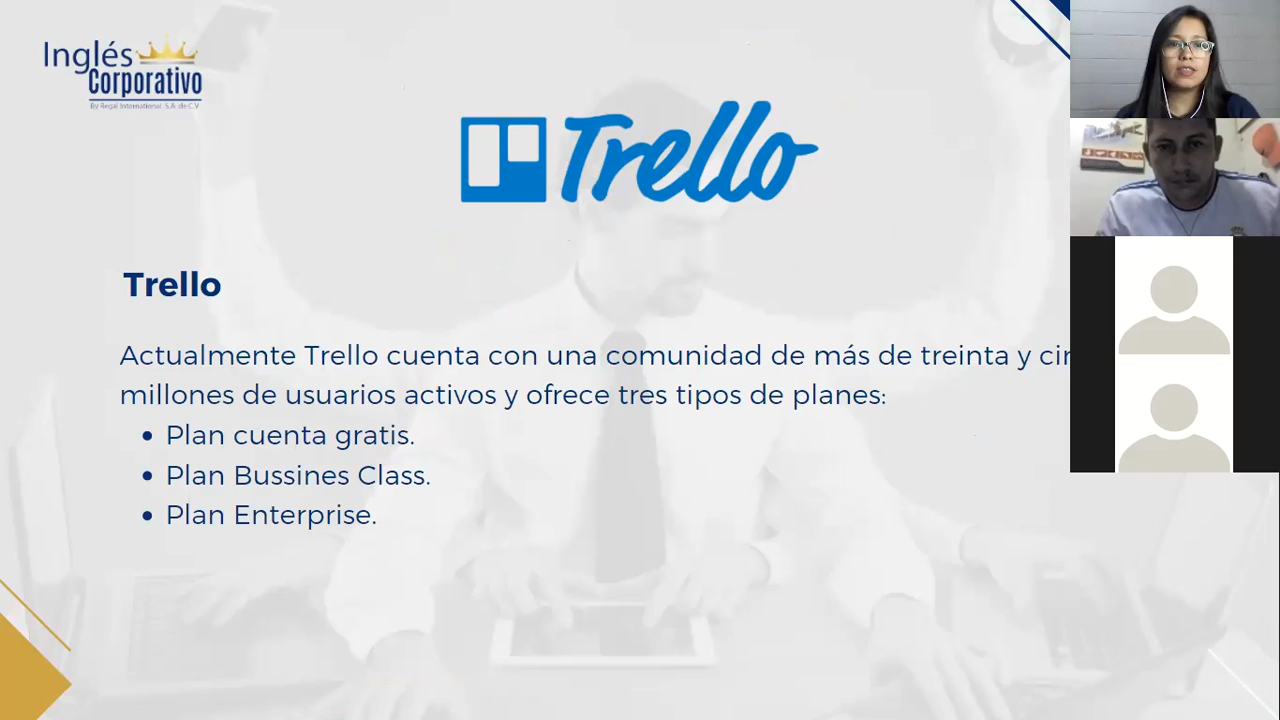 Inglés
Corporativo
By Regal International S.A. de C.V
Trello
Trello
Actualmente Trello cuenta con una comunidad de más de treinta y
millones de usuarios activos y ofrece tres tipos de planes:
• Plan cuenta gratis.
• Plan Bussines Class.
• Plan Enterprise.